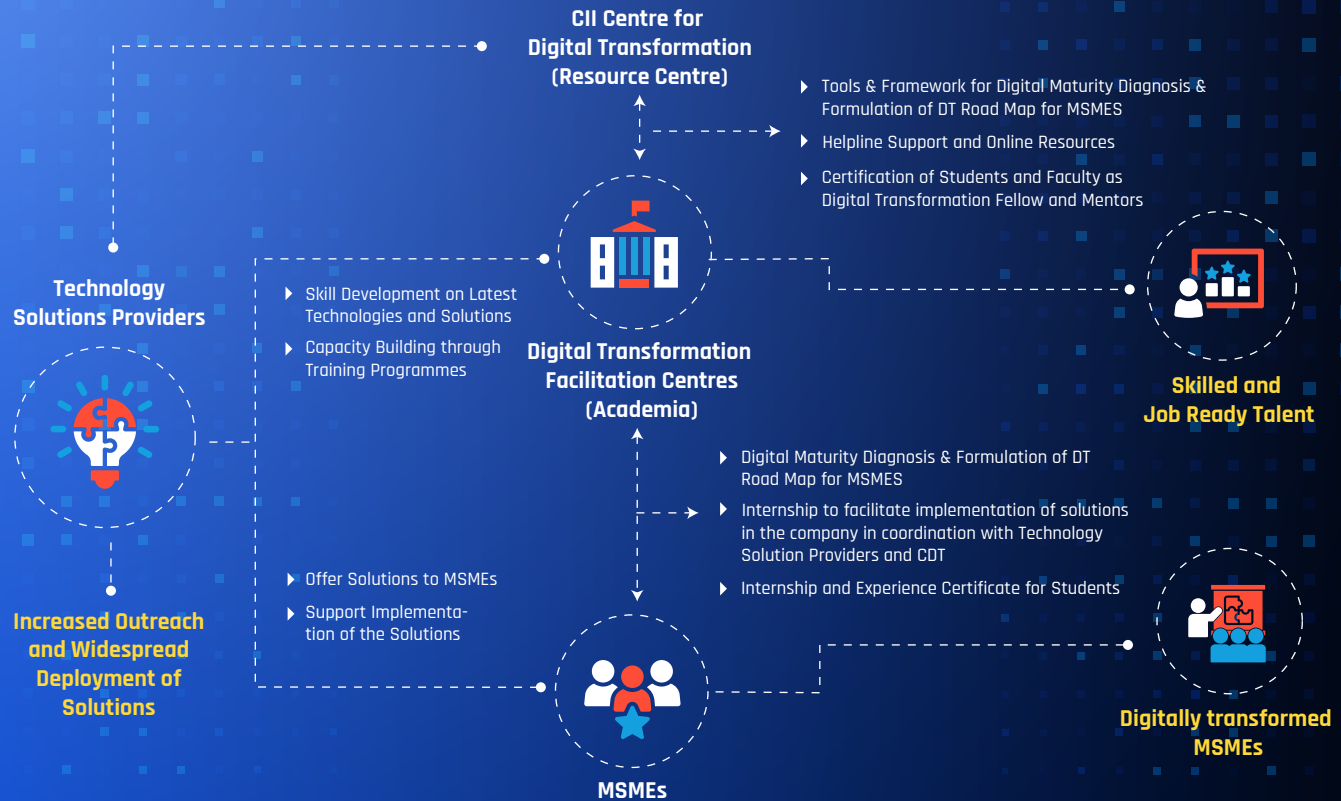 CII Centre for
Digital Transformation
(Resource Centre)
Tools & Framework for Digital Maturity Diagnosis &
Formulation of DT Road Map for MSMES
Helpline Support and Online Resources
Certification of Students and Faculty as
Digital Transformation Fellow and Mentors
Technology
Solutions Providers
Skill Development on Latest
Technologies and Solutions
Capacity Building through
Training Programmes
Digital Transformation
Facilitation Centres
(Academia)
Skilled and
Job Ready Talent
Digital Maturity Diagnosis & Formulation of DT
Road Map for MSMES
Internship to facilitate implementation of solutions
in the company in coordination with Technology
Solution Providers and CDT
Internship and Experience Certificate for Students
Offer Solutions to MSMEs
Support Implementa-
tion of the Solutions
Increased Outreach
and Widespread
Deployment of
Solutions
Digitally transformed
MSMEs
MSMEs